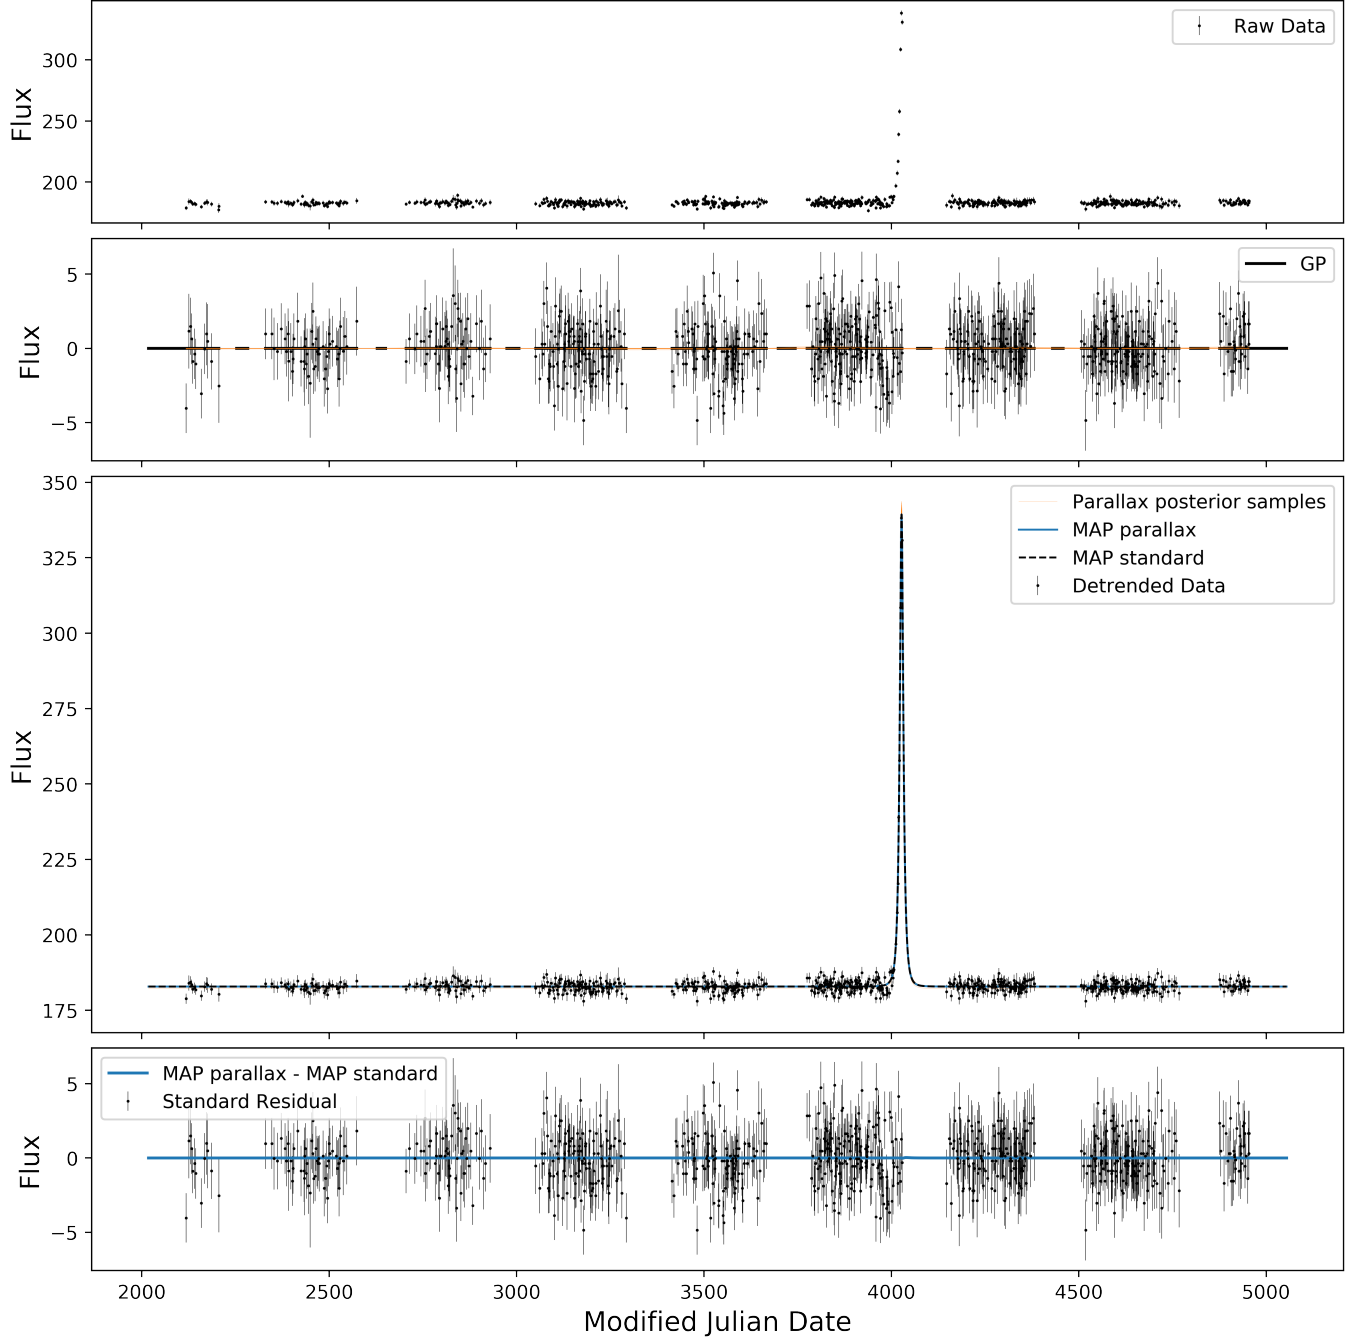 Raw Data
300
250
200
Flux
GP
5
0
−5
Flux
Parallax posterior samples
MAP parallax
MAP standard
Detrended Data
350
325
300
275
250
225
200
175
Flux
MAP parallax - MAP standard
Standard Residual
5
0
−5
Flux
2000 2500 3000 3500 4000 4500 5000
Modified Julian Date